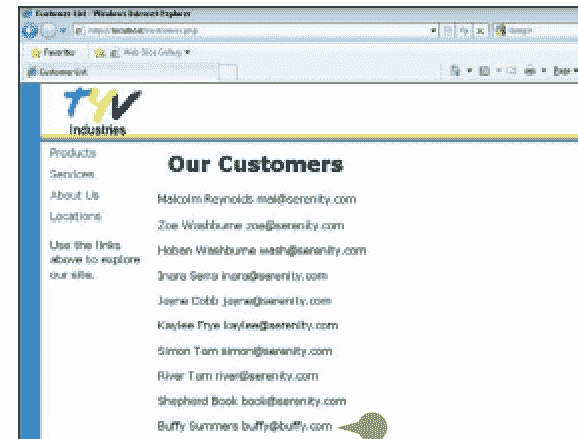 Customer List - Windows Internet Explorer
Favorites Web Slice Gallery
Customer List
Page
TYV
Industries
Products
Services
About Us
Locations
Use the links
above to explore
our site.
Our Customers
Malcolm Reynolds mal@serenity.com
Zoe Washburne zoe@serenity.com
Hoban Washburne wash@serenity.com
Inara Serra inara@serenity.com
Jayne Cobb jayne@serenity.com
Kaylee Frye kaylee@serenity.com
Simon Tam simon@serenity.com
River Tam river@serenity.com
Shepherd Book book@serenity.com
Buffy Summers buffy@buffy.com